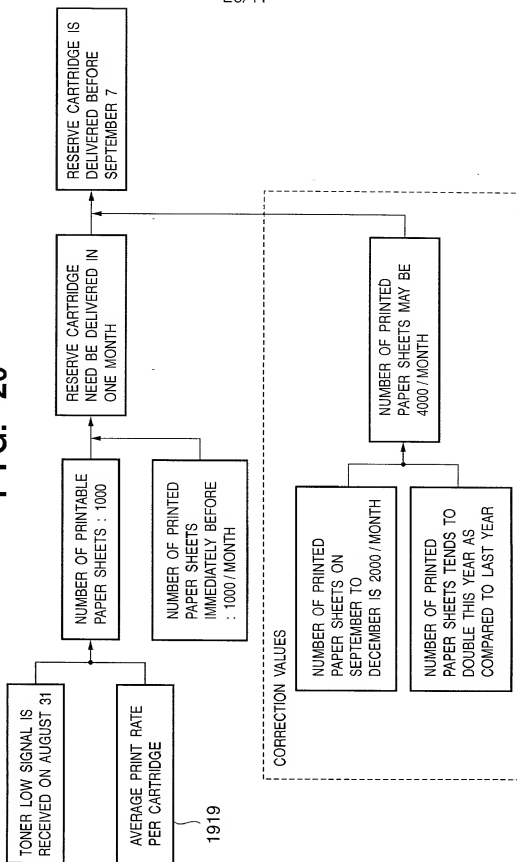 TONER LOW SIGNAL IS
RECEIVED ON AUGUST 31
AVERAGE PRINT RATE
PER CARTRIDGE
1919
NUMBER OF PRINTABLE
PAPER SHEETS : 1000
NUMBER OF PRINTED
PAPER SHEETS
IMMEDIATELY BEFORE
: 1000 / MONTH
RESERVE CARTRIDGE
NEED BE DELIVERED IN
ONE MONTH
RESERVE CARTRIDGE IS
DELIVERED BEFORE
SEPTEMBER 7
CORRECTION VALUES
NUMBER OF PRINTED
PAPER SHEETS ON
SEPTEMBER TO
DECEMBER IS 2000 / MONTH
NUMBER OF PRINTED
PAPER SHEETS TENDS TO
DOUBLE THIS YEAR AS
COMPARED TO LAST YEAR
NUMBER OF PRINTED
PAPER SHEETS MAY BE
4000 / MONTH